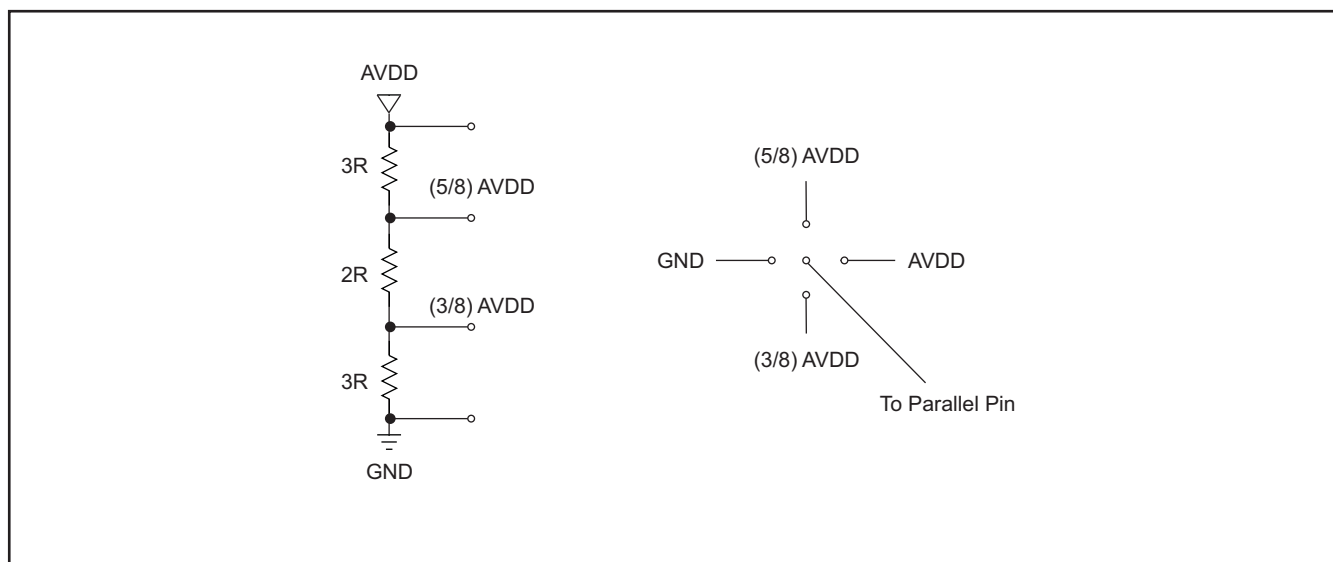 AVDD
3R
(5/8) AVDD
2R
(3/8) AVDD
3R
GND
(5/8) AVDD
GND
AVDD
(3/8) AVDD
To Parallel Pin